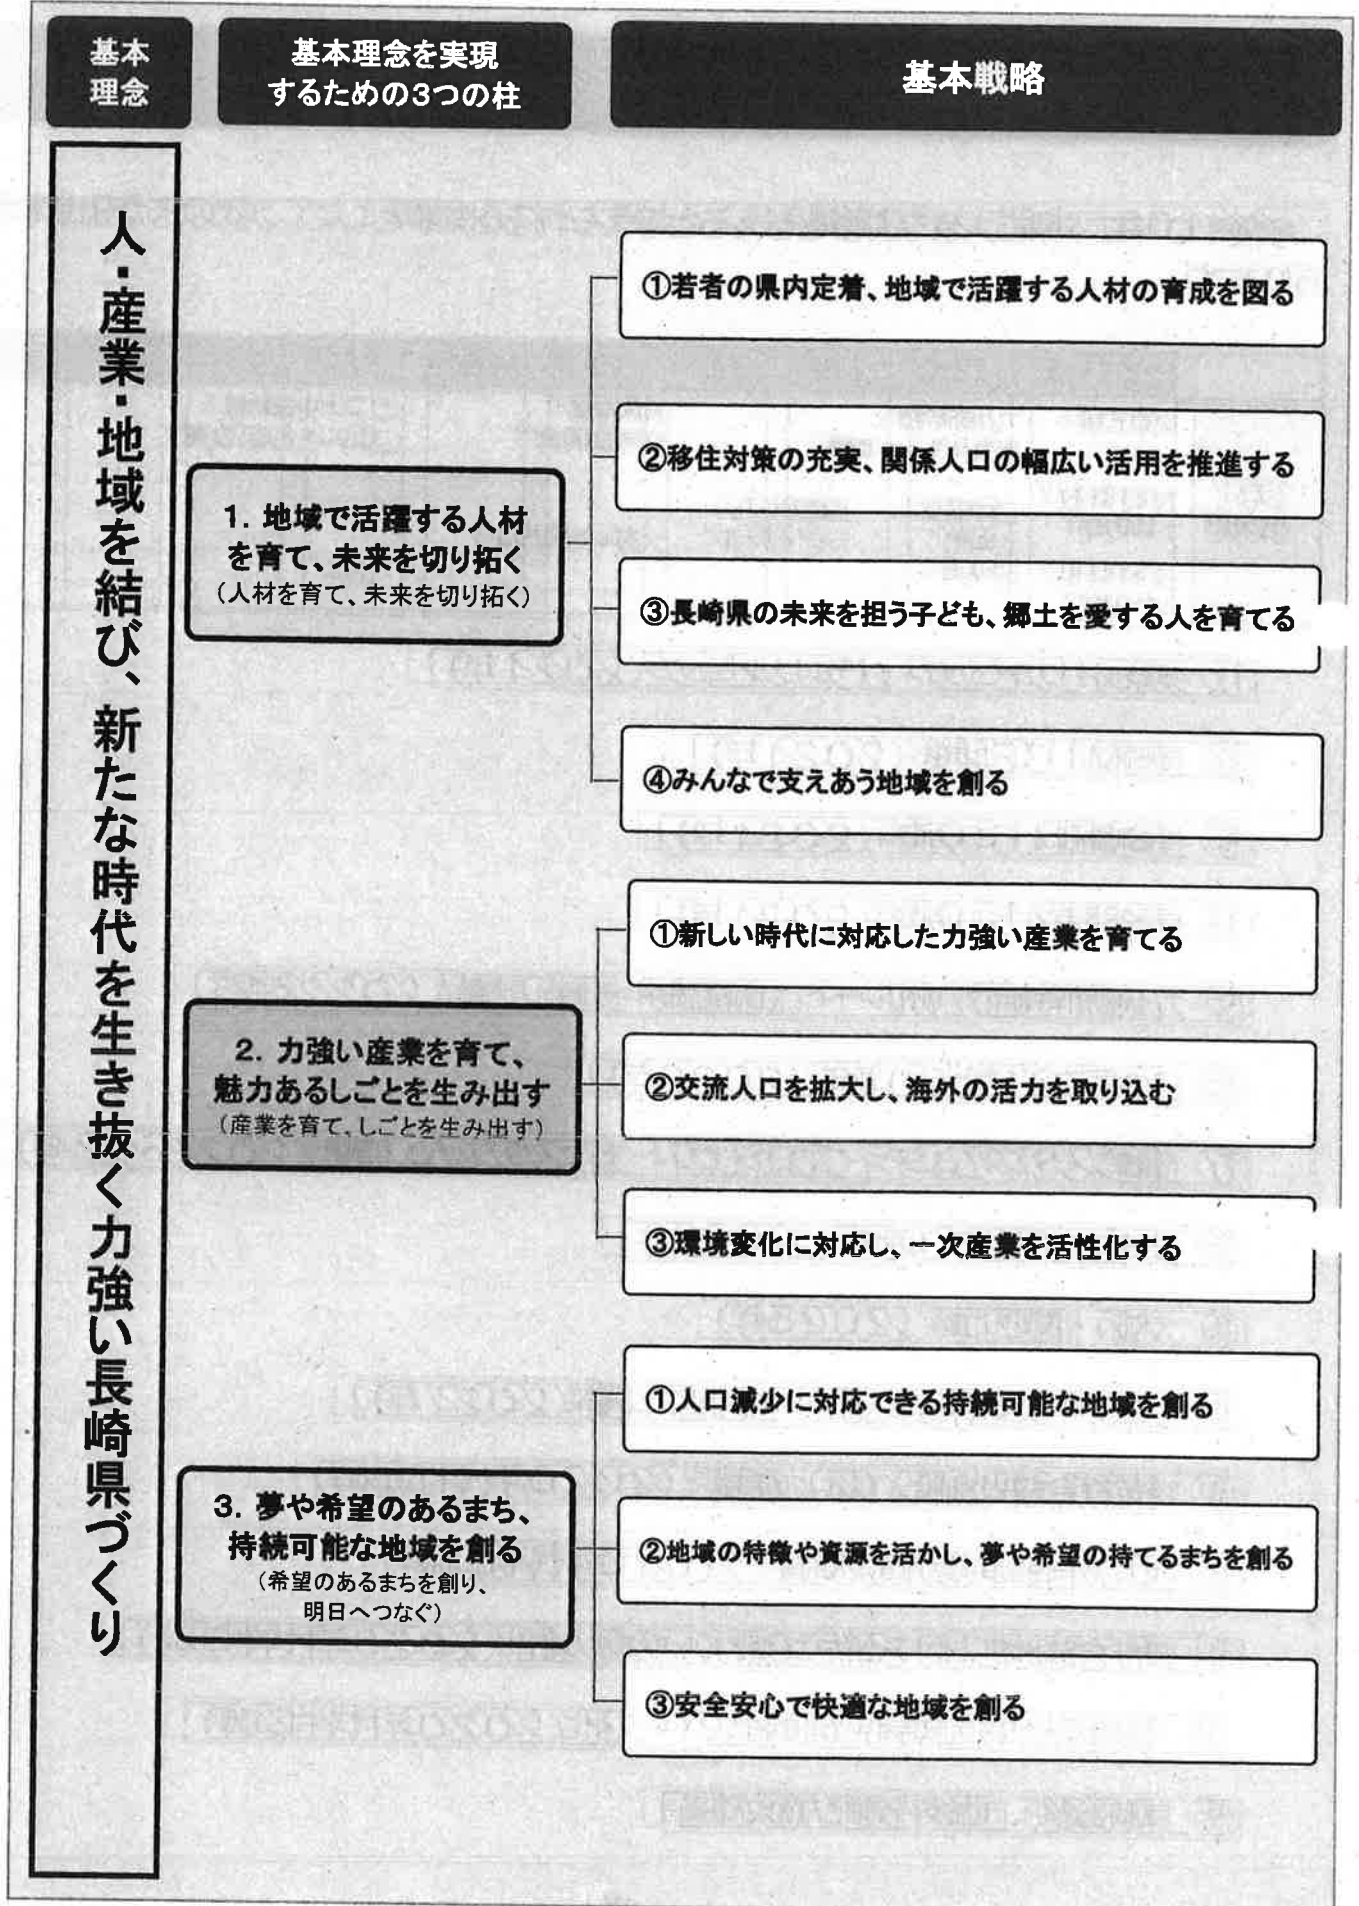 基本
理念
基本理念を実現
するための3つの柱
基本戦略
人・産業・地域を結び、新たな時代を生き抜く力強い長崎県づくり
1. 地域で活躍する人材
を育て、未来を切り拓く
(人材を育て、未来を切り拓く)
①若者の県内定着、地域で活躍する人材の育成を図る
②移住対策の充実、関係人口の幅広い活用を推進する
③長崎県の未来を担う子ども、郷土を愛する人を育てる
④みんなで支えあう地域を創る
2. 力強い産業を育て、
魅力あるしごとを生み出す
(産業を育て、しごとを生み出す)
①新しい時代に対応した力強い産業を育てる
②交流人口を拡大し、海外の活力を取り込む
③環境変化に対応し、一次産業を活性化する
3. 夢や希望のあるまち、
持続可能な地域を創る
(希望のあるまちを創り、
明日へつなぐ)
①人口減少に対応できる持続可能な地域を創る
②地域の特徴や資源を活かし、夢や希望の持てるまちを創る
③安全安心で快適な地域を創る